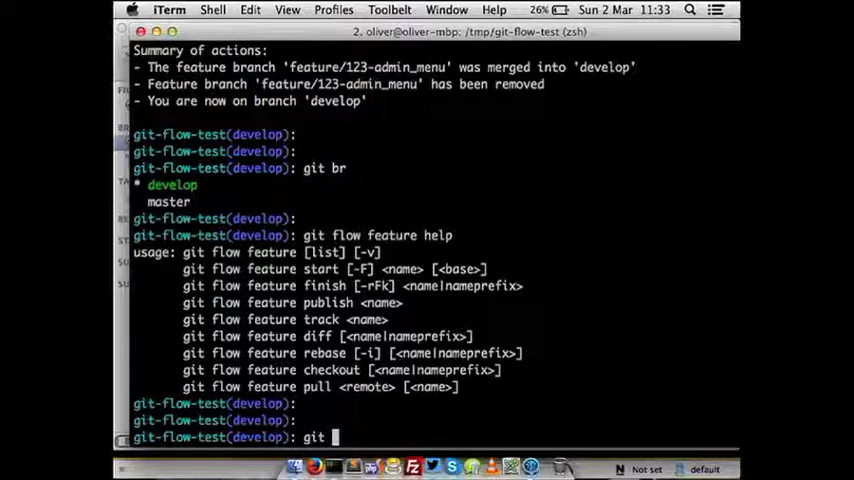 iTerm Shell Edit View Profiles Toolbelt Window Help 26% Sun 2 Mar 11:33
2. oliver@oliver-mbp: /tmp/git-flow-test (zsh)
Summary of actions:
- The feature branch 'feature/123-admin_menu' was merged into 'develop'
- Feature branch 'feature/123-admin_menu' has been removed
- You are now on branch 'develop'
git-flow-test(develop):
git-flow-test(develop):
git-flow-test(develop): git br
* develop
master
git-flow-test(develop):
git-flow-test(develop): git flow feature help
usage: git flow feature [list] [-v]
git flow feature start [-F] <name> [<base>]
git flow feature finish [-rFk] <name|nameprefix>
git flow feature publish <name>
git flow feature track <name>
git flow feature diff [<name|nameprefix>]
git flow feature rebase [-i] [<name|nameprefix>]
git flow feature checkout [<name|nameprefix>]
git flow feature pull <remote> [<name>]
git-flow-test(develop):
git-flow-test(develop):
git-flow-test(develop): git
N Not set default